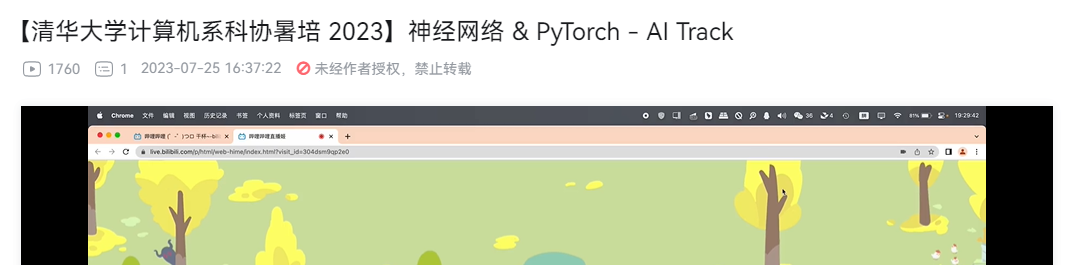 【清华大学计算机系科协暑培 2023】神经网络 & PyTorch - AI Track
1760 1 2023-07-25 16:37:22 未经作者授权，禁止转载
Chrome 文件 编辑 视图 历史记录 书签 个人资料 标签页 窗口 帮助 36 4 81% 19:29:42
哔哩哔哩 (゜-゜)つロ 干杯~-bili 哔哩哔哩直播姬
live.bilibili.com/p/html/web-hime/index.html?visit_id=304dsm9qp2e0